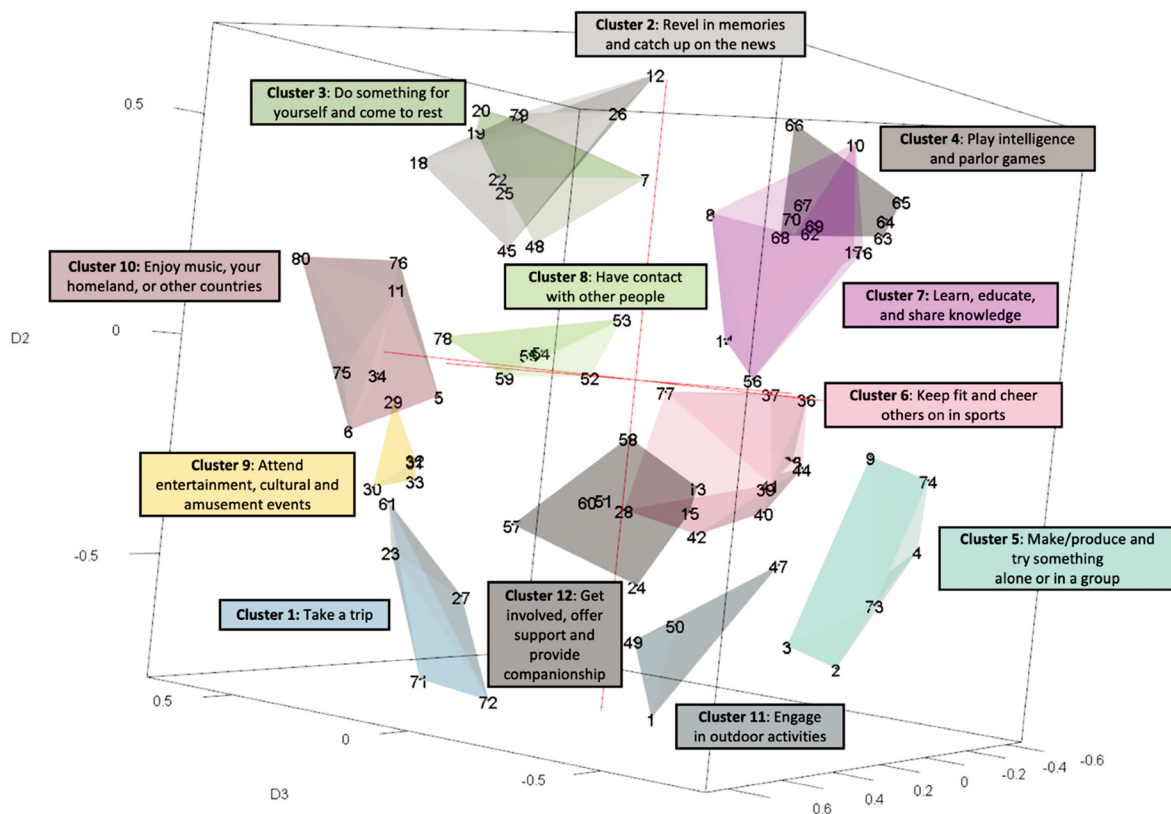 Cluster 2: Revel in memories
and catch up on the news
12
Cluster 3: Do something for
yourself and come to rest
0.5
20
79
26
19
18
22
25
7
45
48
66
10
Cluster 4: Play intelligence
and parlor games
8
67
70
69
68
62
65
64
63
17
16
Cluster 10: Enjoy music, your
homeland, or other countries
80
76
11
Cluster 8: Have contact
with other people
Cluster 7: Learn, educate,
and share knowledge
D2
0
78
53
54
59
52
14
56
75
34
29
5
6
77
37
36
Cluster 6: Keep fit and cheer
others on in sports
Cluster 9: Attend
entertainment, cultural and
amusement events
33
30
61
58
13
39
44
60
51
28
15
40
42
57
9
74
-0.5
23
27
24
47
4
Cluster 5: Make/produce and
try something
alone or in a group
Cluster 1: Take a trip
Cluster 12: Get
involved, offer
support and
provide
companionship
49
50
73
3
2
71
72
1
Cluster 11: Engage
in outdoor activities
0.5
0
-0.5
D3
0.6
0.4
0.2
0
-0.2
-0.4
-0.6